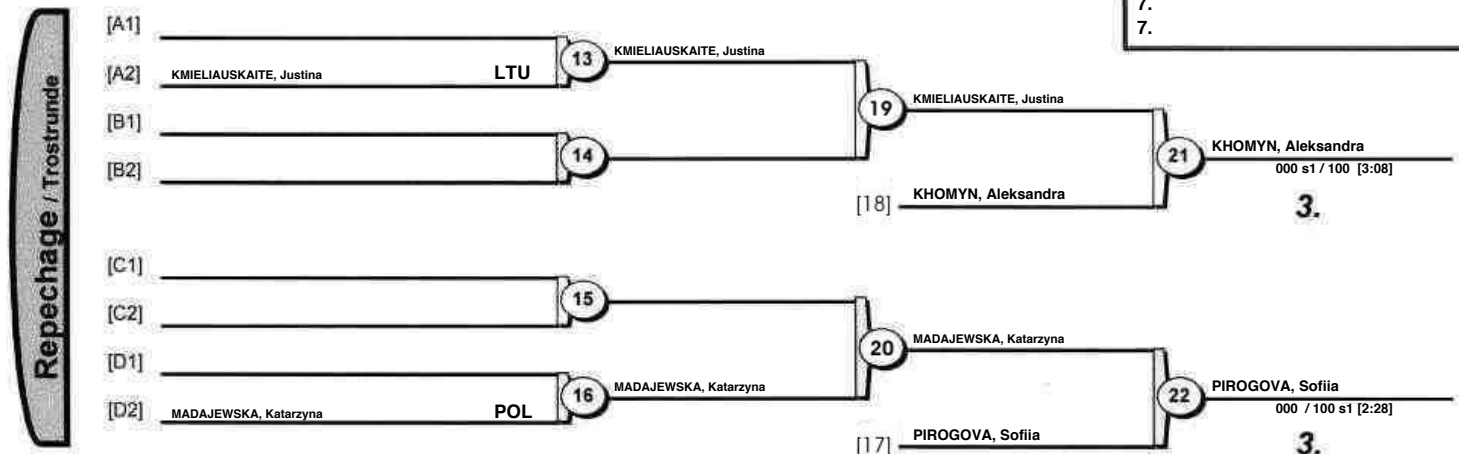 7.
7.
Repechage / Trostrunde
[A1]
[A2] KMIELIAUSKAITE, Justina LTU
13 KMIELIAUSKAITE, Justina
[B1]
[B2]
14
19 KMIELIAUSKAITE, Justina
[18] KHOMYN, Aleksandra
21 KHOMYN, Aleksandra
000 s1 / 100 [3:08]
3.
[C1]
[C2]
15
[D1]
[D2] MADAJEWSKA, Katarzyna POL
16 MADAJEWSKA, Katarzyna
20 MADAJEWSKA, Katarzyna
[17] PIROGOVA, Sofiia
22 PIROGOVA, Sofiia
000 / 100 s1 [2:28]
3.